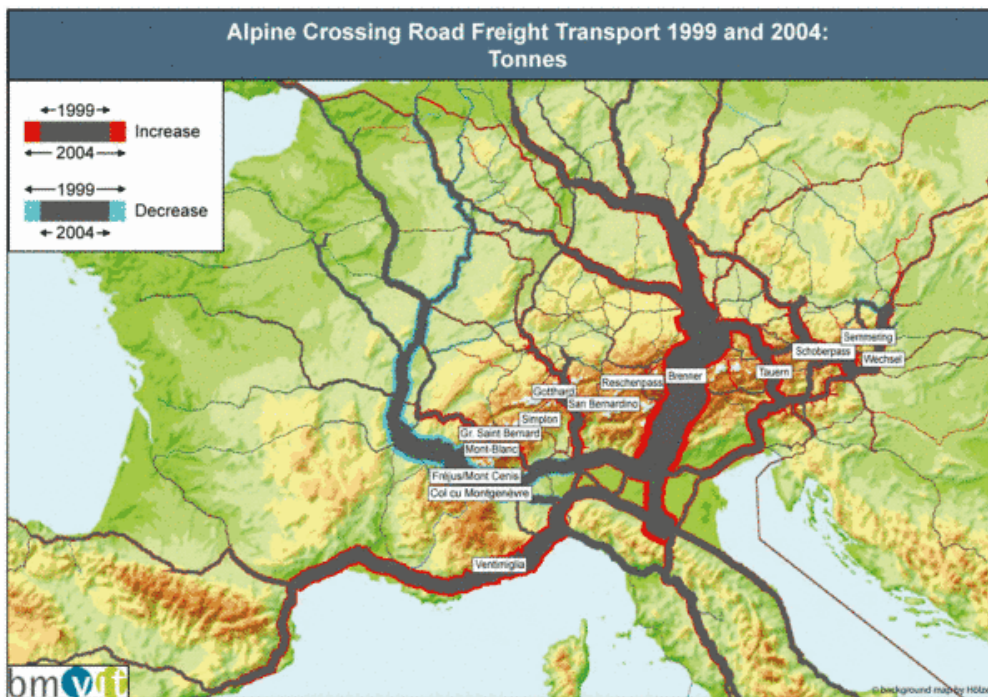 Alpine Crossing Road Freight Transport 1999 and 2004:
Tonnes
1999
Increase
2004
1999
Decrease
2004
Semmering
Schoberpass
Wechsel
Tauern
Brenner
Reschenpass
Gotthard
San Bernardino
Simplon
Gr. Saint Bernard
Mont-Blanc
Fréjus/Mont Cenis
Col cu Montgenèvre
Ventimiglia
bmvit
© background map by Hölzel